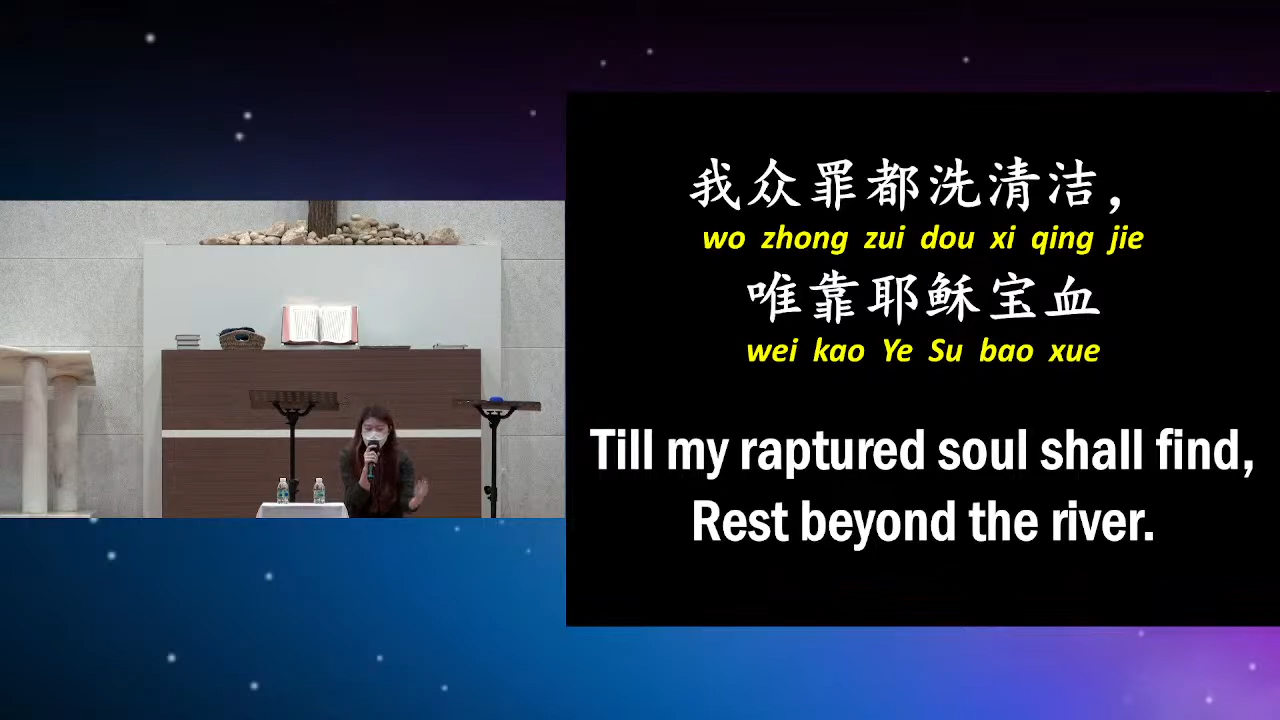 我众罪都洗清洁，
wo zhong zui dou xi qing jie
唯靠耶稣宝血
wei kao Ye Su bao xue
Till my raptured soul shall find,
Rest beyond the river.